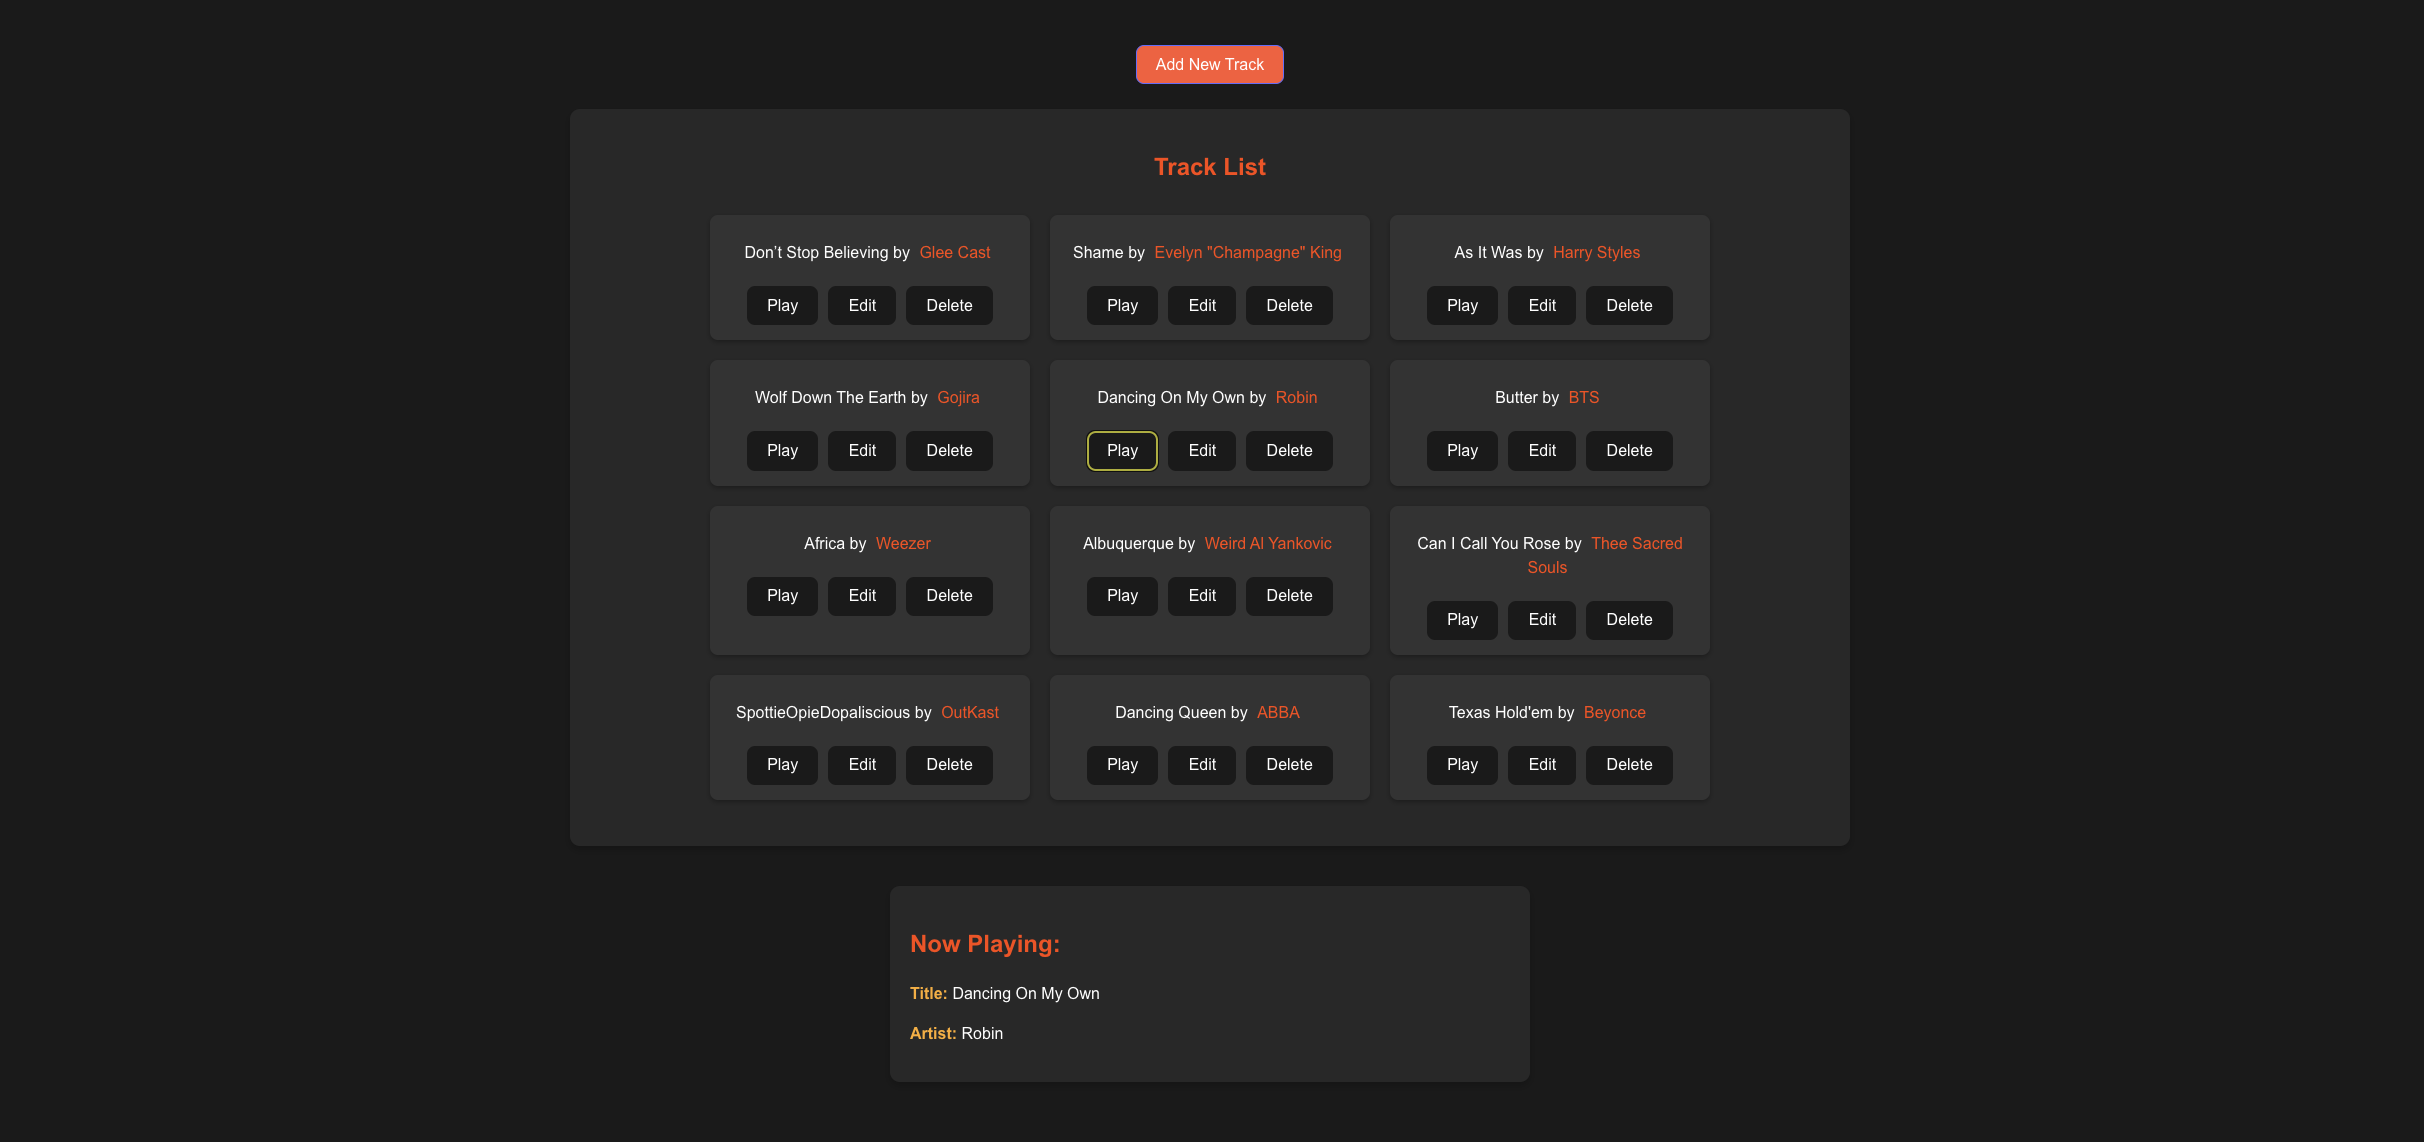 Add New Track
Track List
Don’t Stop Believing by Glee Cast
Play Edit Delete
Shame by Evelyn "Champagne" King
Play Edit Delete
As It Was by Harry Styles
Play Edit Delete
Wolf Down The Earth by Gojira
Play Edit Delete
Dancing On My Own by Robin
Play Edit Delete
Butter by BTS
Play Edit Delete
Africa by Weezer
Play Edit Delete
Albuquerque by Weird Al Yankovic
Play Edit Delete
Can I Call You Rose by Thee Sacred
Souls
Play Edit Delete
SpottieOpieDopaliscious by OutKast
Play Edit Delete
Dancing Queen by ABBA
Play Edit Delete
Texas Hold'em by Beyonce
Play Edit Delete
Now Playing:
Title: Dancing On My Own
Artist: Robin